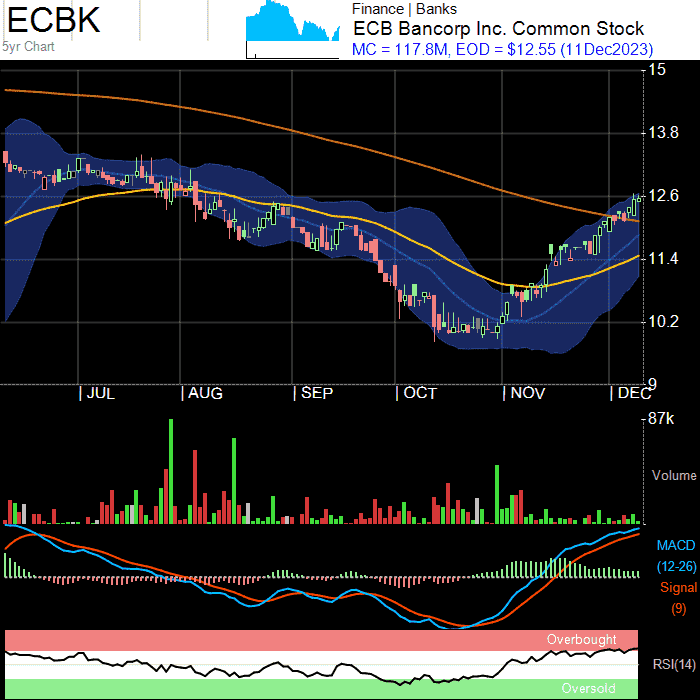 ECBK
5yr Chart
Finance | Banks
ECB Bancorp Inc. Common Stock
MC = 117.8M, EOD = $12.55 (11Dec2023)
15
13.8
12.6
11.4
10.2
9
JUL AUG SEP OCT NOV DEC
87k
Volume
MACD
(12-26)
Signal
(9)
Overbought
RSI(14)
Oversold